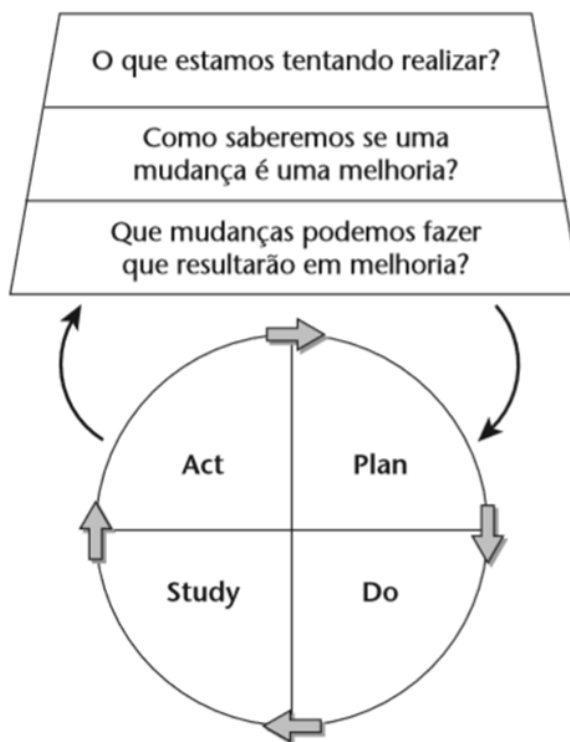 O que estamos tentando realizar?
Como saberemos se uma
mudança é uma melhoria?
Que mudanças podemos fazer
que resultarão em melhoria?
Act
Plan
Study
Do